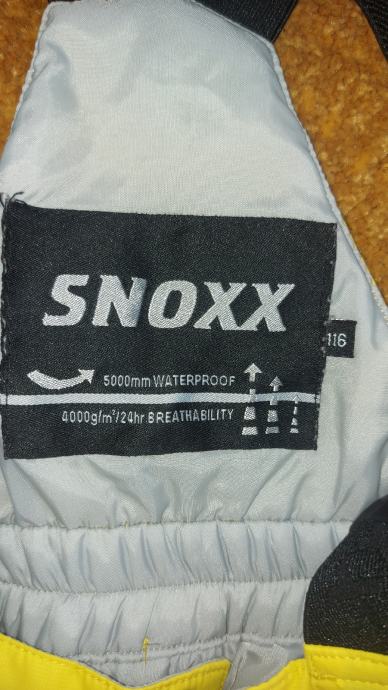 SNOXX
116
5000mm WATERPROOF
4000g/m²/24hr BREATHABILITY